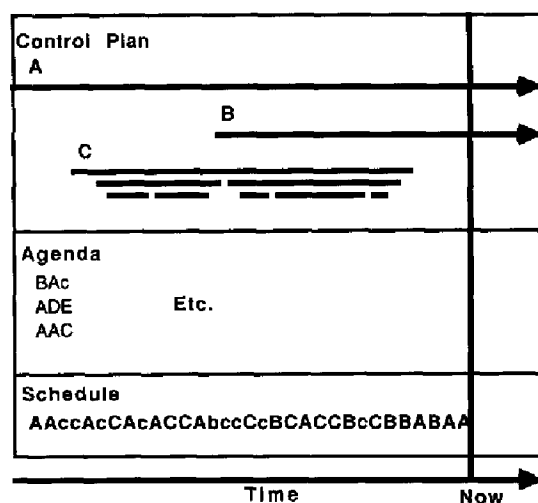 Control Plan
A
B
C
Agenda
BAc
ADE
Etc.
AAC
Schedule
AAccAcCAcACCAbccCcBCACCBcCBBABAA
Time
Now